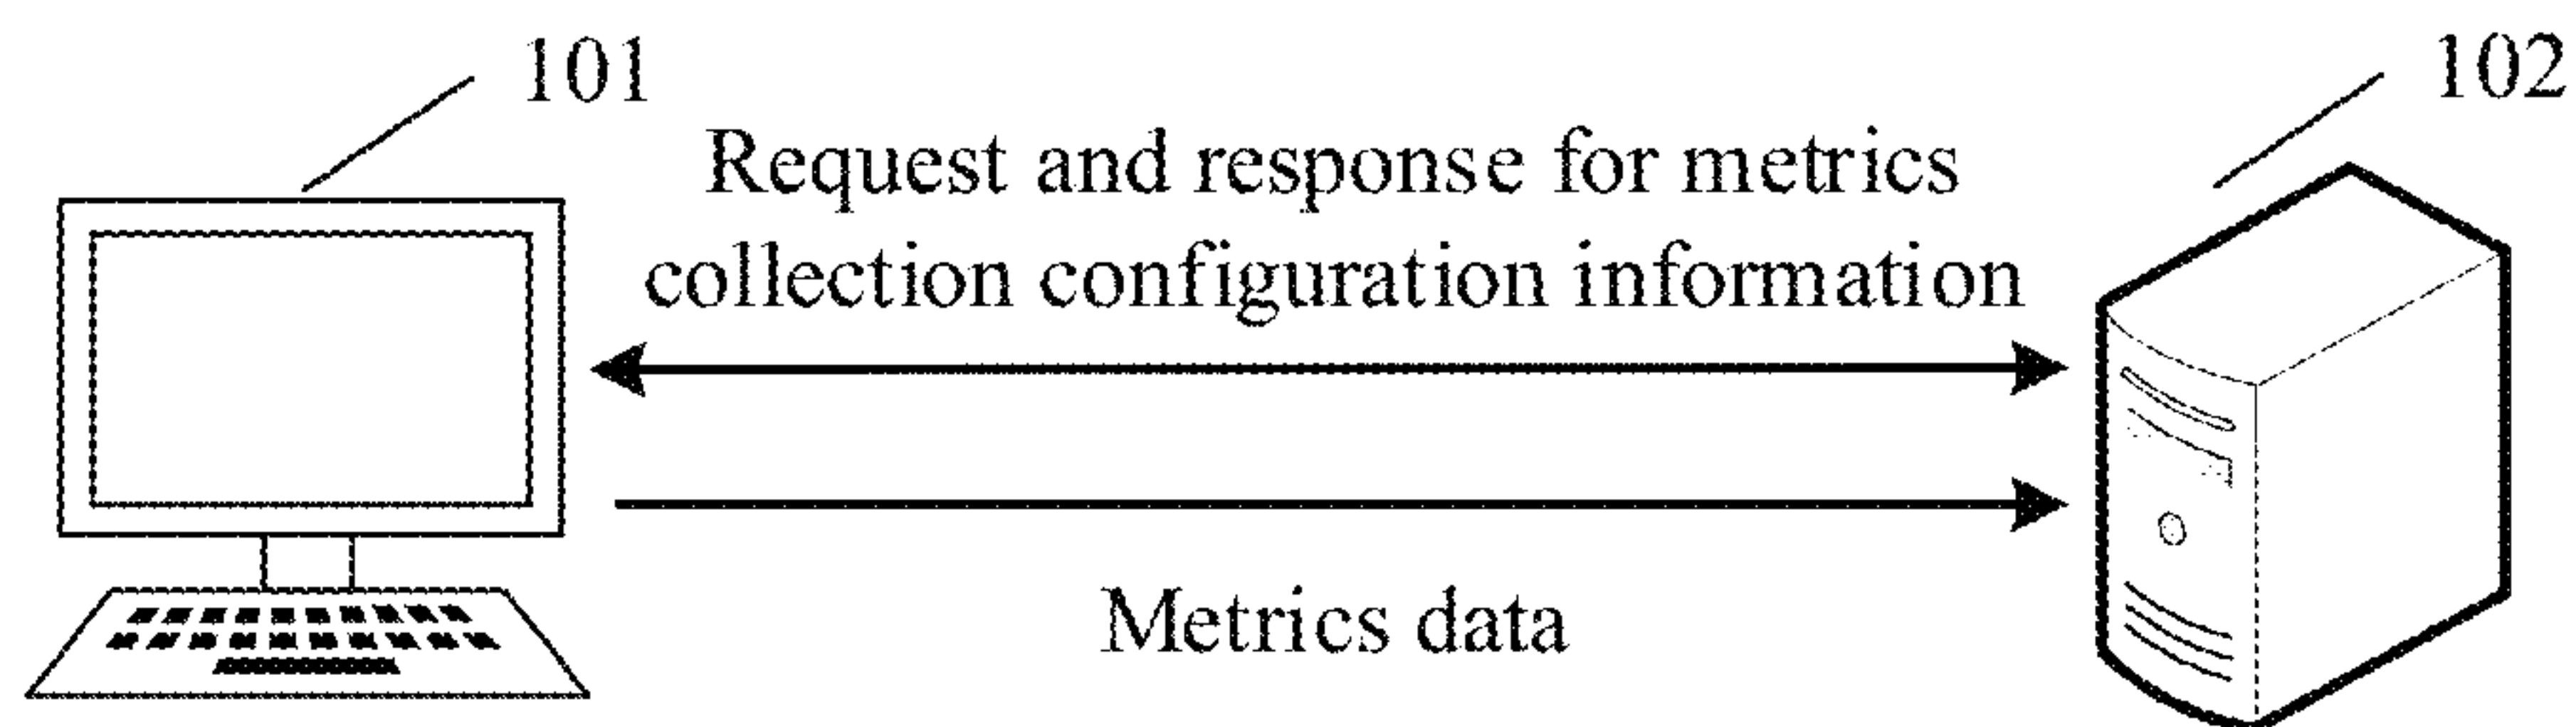 101
102
Request and response for metrics
collection configuration information
Metrics data